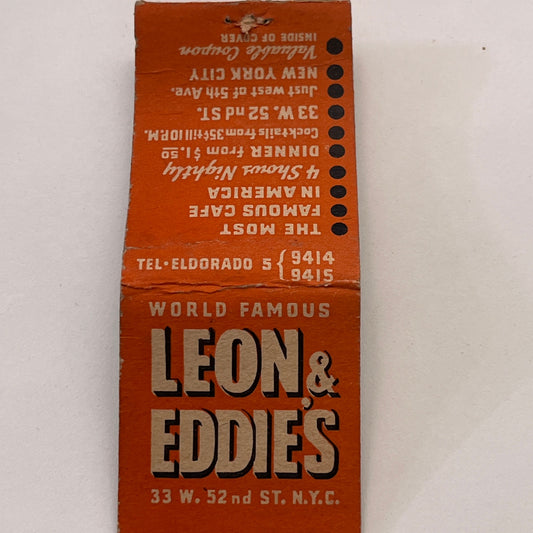 THE MOST
FAMOUS CAFE
IN AMERICA
4 Shows Nightly
DINNER from $1.50
Cocktails from 35¢ till 10 P.M.
33 W. 52nd ST.
Just west of 5th Ave.
NEW YORK CITY
Valuable Coupon
INSIDE OF COVER
TEL·ELDORADO 5 { 9414
9415
WORLD FAMOUS
LEON &
EDDIE'S
33 W. 52nd ST. N.Y.C.